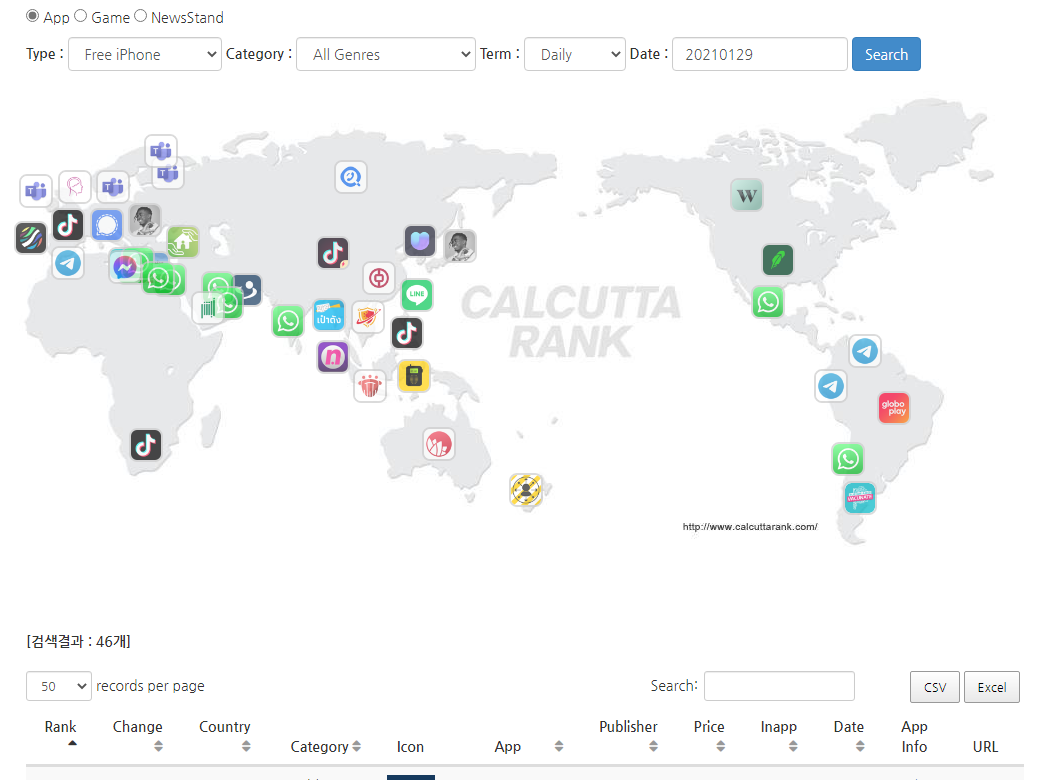 App Game NewsStand
Type : Free iPhone Category : All Genres Term : Daily Date : 20210129 Search
W
LINE
เป๋าตัง
n
globo
play
CALCUTTA
RANK
http://www.calcuttarank.com/
[검색결과 : 46개]
50 records per page Search: CSV Excel
Rank Change Country Category Icon App Publisher Price Inapp Date App Info URL